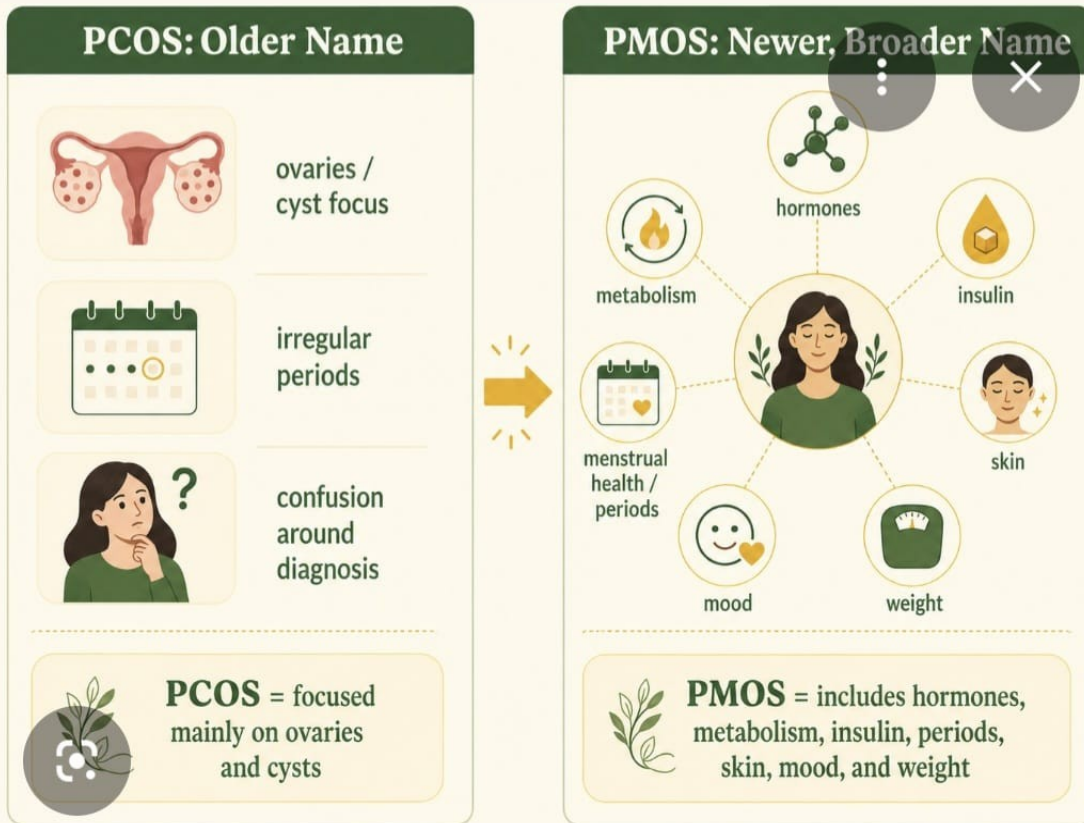 PCOS: Older Name
ovaries /
cyst focus
irregular
periods
?
confusion
around
diagnosis
PCOS = focused
mainly on ovaries
and cysts
PMOS: Newer, Broader Name
hormones
metabolism
insulin
menstrual
health /
periods
skin
mood
weight
PMOS = includes hormones,
metabolism, insulin, periods,
skin, mood, and weight